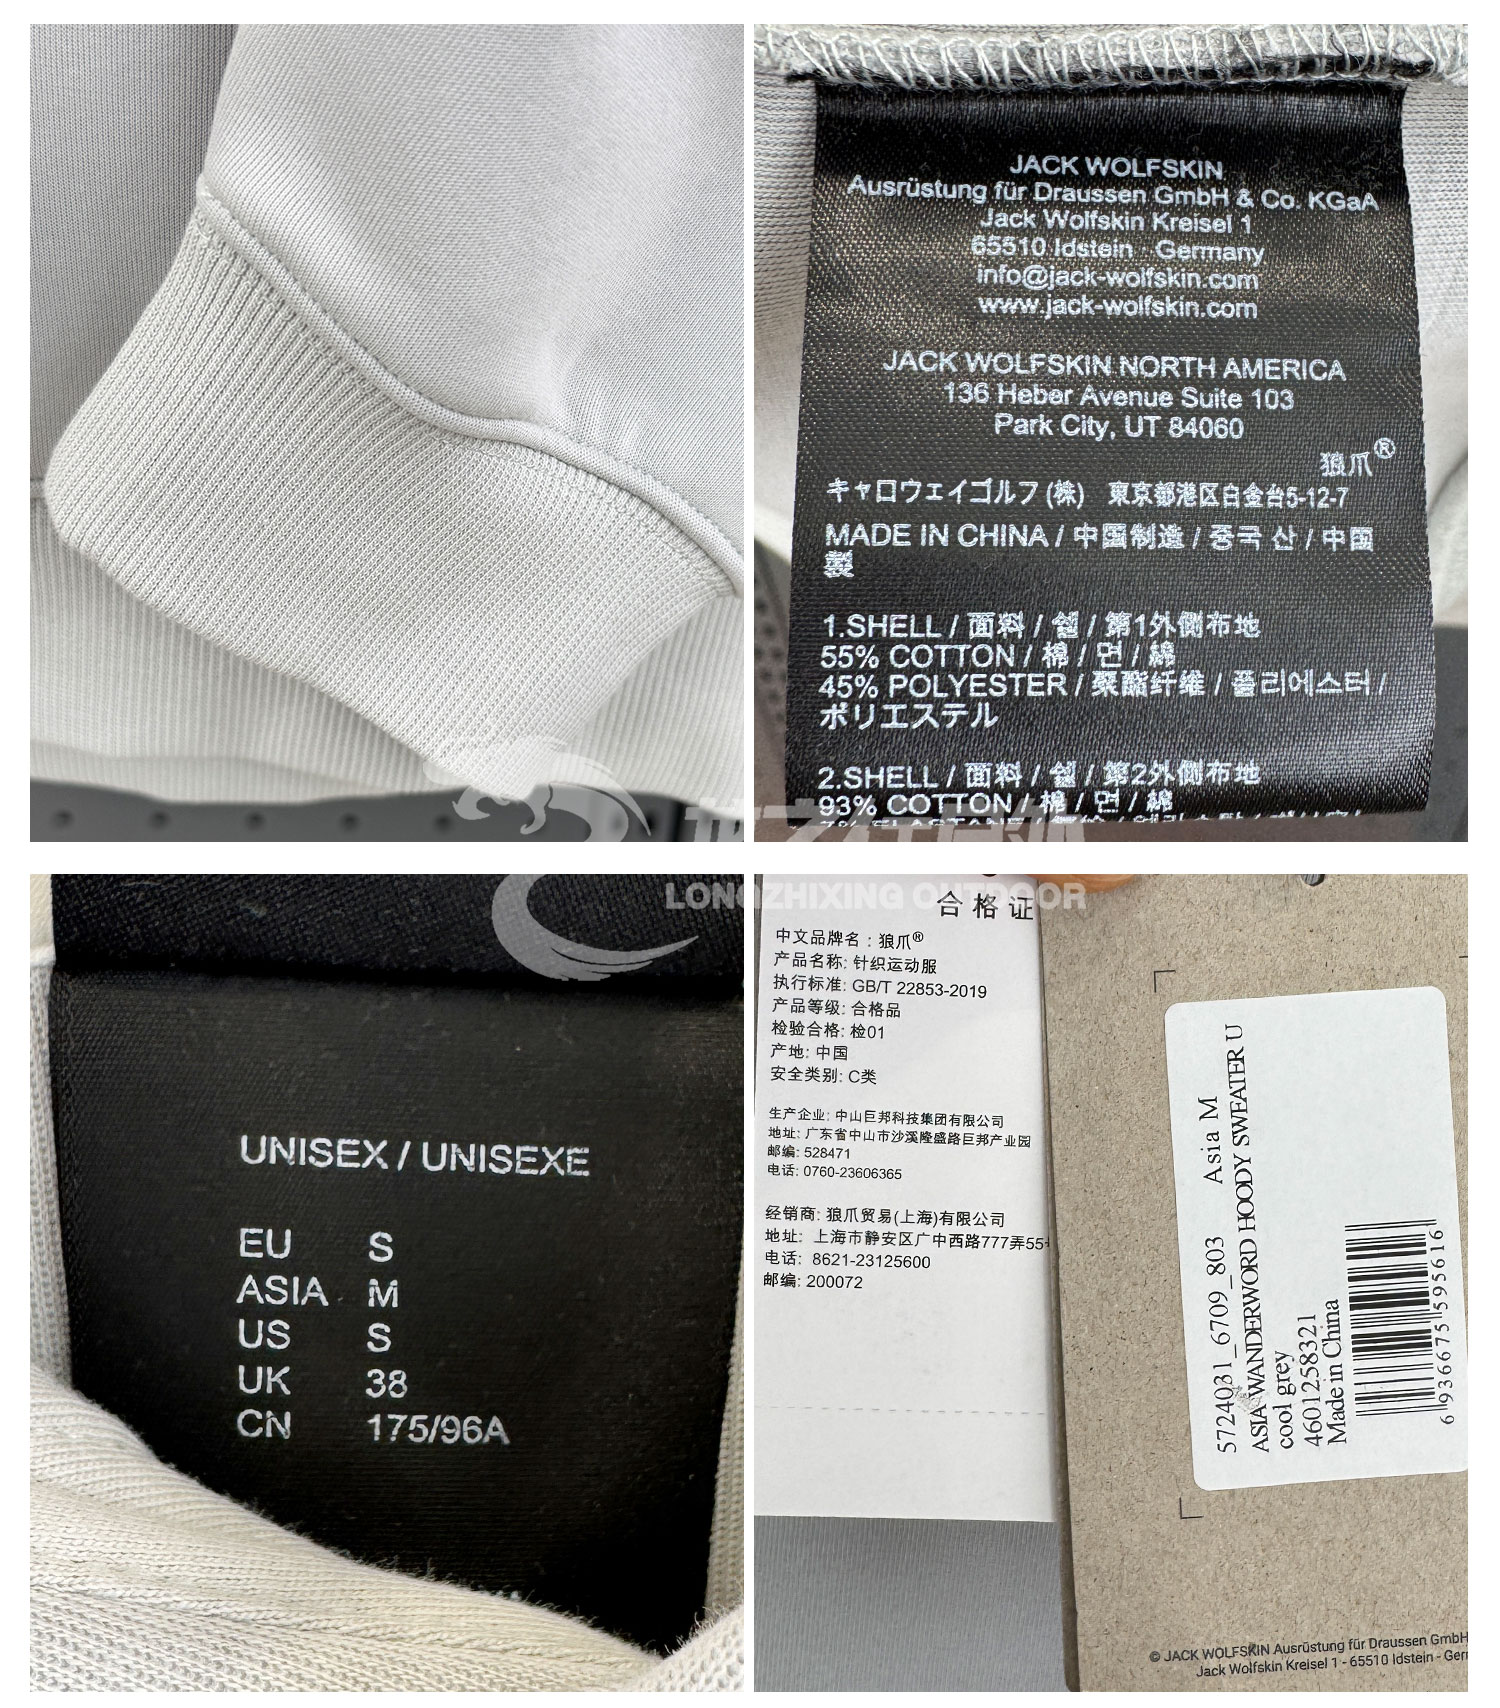 JACK WOLFSKIN
Ausrüstung für Draussen GmbH & Co. KGaA
Jack Wolfskin Kreisel 1
65510 Idstein · Germany
info@jack-wolfskin.com
www.jack-wolfskin.com
JACK WOLFSKIN NORTH AMERICA
136 Heber Avenue Suite 103
Park City, UT 84060
狼爪®
キャロウェイゴルフ(株) 東京都港区白金台5-12-7
MADE IN CHINA / 中国制造 / 중국 산 / 中国
製
1.SHELL / 面料 / 쉘 / 第1外側布地
55% COTTON / 棉 / 면 / 綿
45% POLYESTER / 聚酯纤维 / 폴리에스터 /
ポリエステル
2.SHELL / 面料 / 쉘 / 第2外側布地
93% COTTON / 棉 / 면 / 綿
LONGZHIXING OUTDOOR
UNISEX / UNISEXE
EU S
ASIA M
US S
UK 38
CN 175/96A
合格证
中文品牌名: 狼爪®
产品名称: 针织运动服
执行标准: GB/T 22853-2019
产品等级: 合格品
检验合格: 检01
产地: 中国
安全类别: C类
生产企业: 中山巨邦科技集团有限公司
地址: 广东省中山市沙溪隆盛路巨邦产业园
邮编: 528471
电话: 0760-23606365
经销商: 狼爪贸易(上海)有限公司
地址: 上海市静安区广中西路777弄55
电话: 8621-23125600
邮编: 200072
5724031_6709_803 Asia M
ASIA WANDERWORD HOODY SWEATER U
cool grey
4601258321
Made in China
6 936675 595616
© JACK WOLFSKIN Ausrüstung für Draussen GmbH
Jack Wolfskin Kreisel 1 - 65510 Idstein - Ger